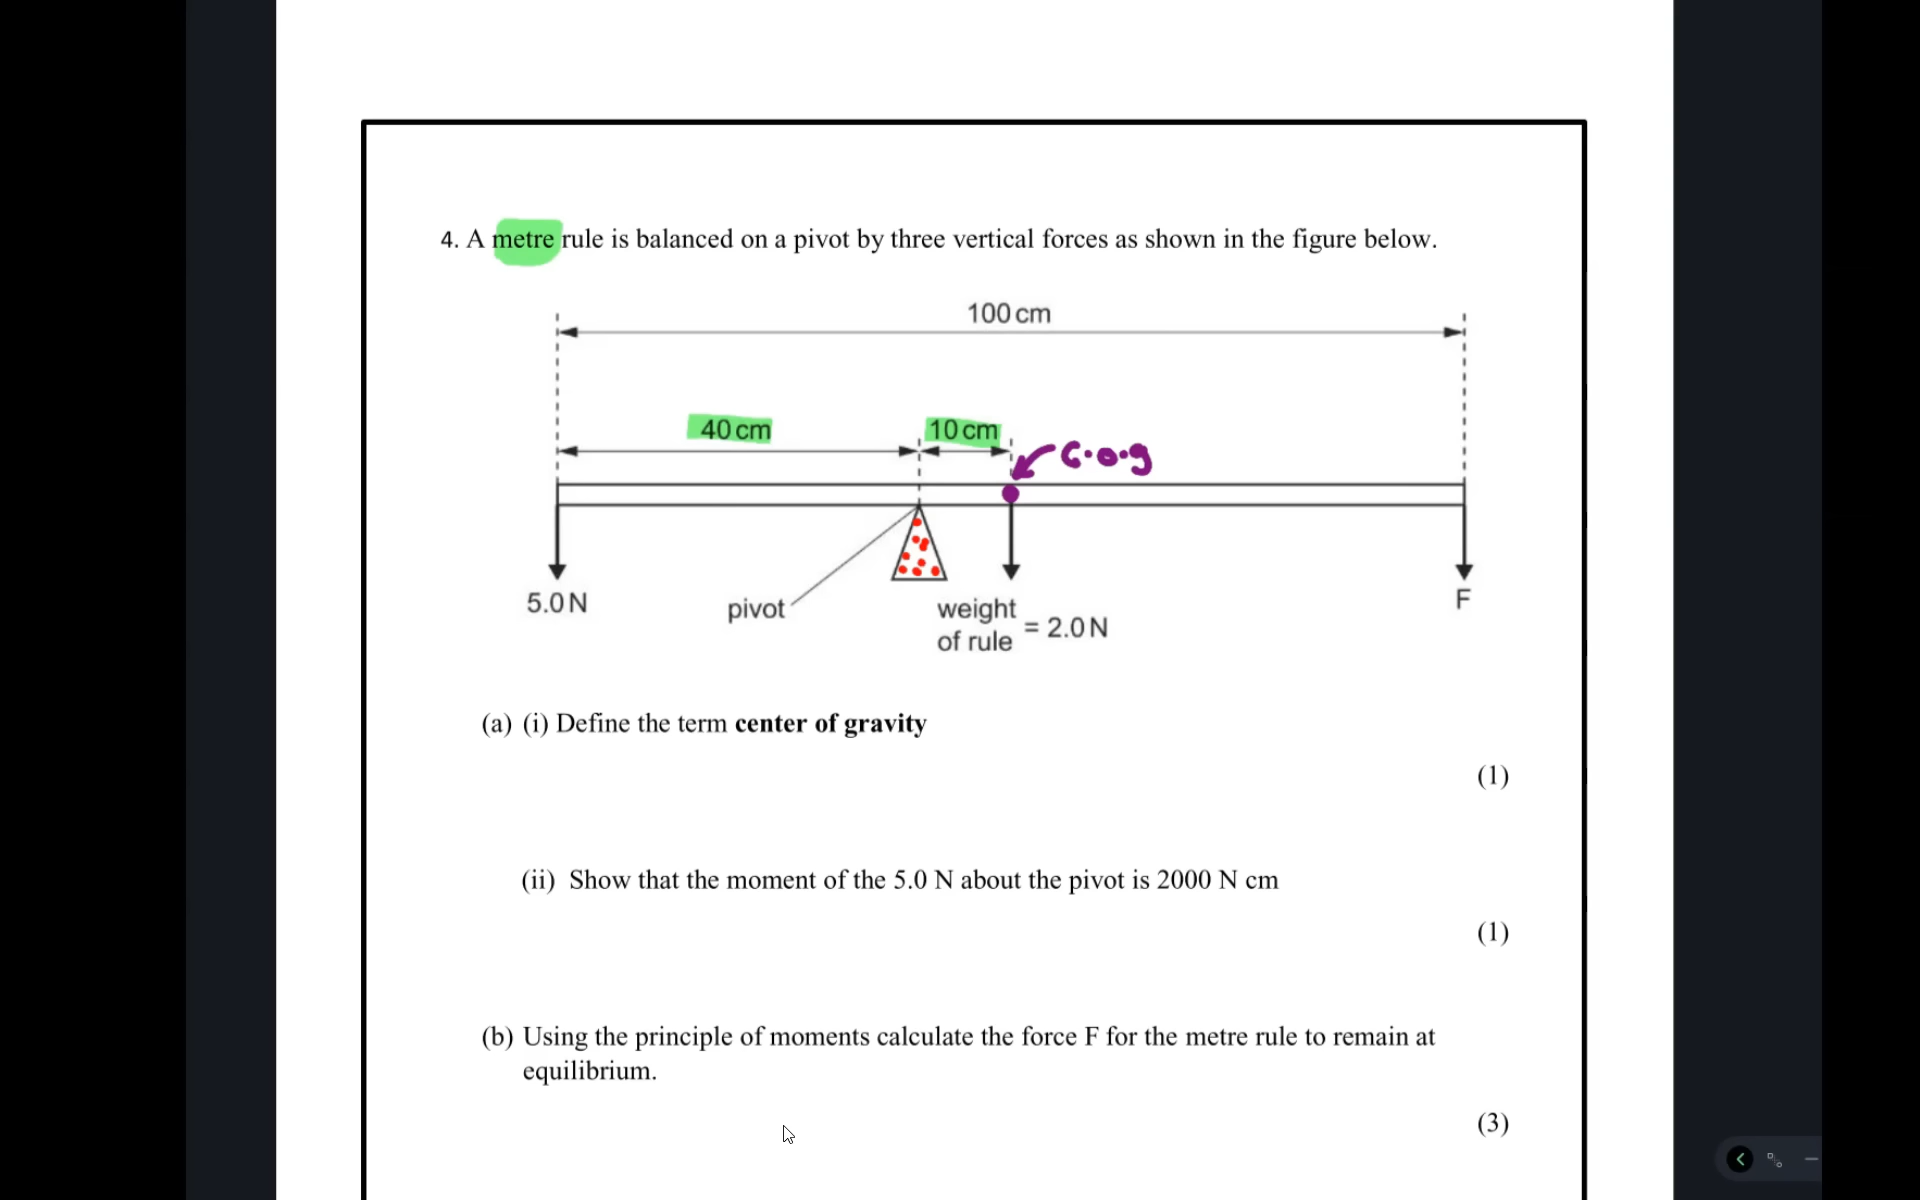 4. A metre rule is balanced on a pivot by three vertical forces as shown in the figure below.
100 cm
40 cm
10 cm
c.o.g
5.0 N
pivot
weight
of rule
= 2.0 N
F
(a) (i) Define the term center of gravity
(1)
(ii) Show that the moment of the 5.0 N about the pivot is 2000 N cm
(1)
(b) Using the principle of moments calculate the force F for the metre rule to remain at
equilibrium.
(3)